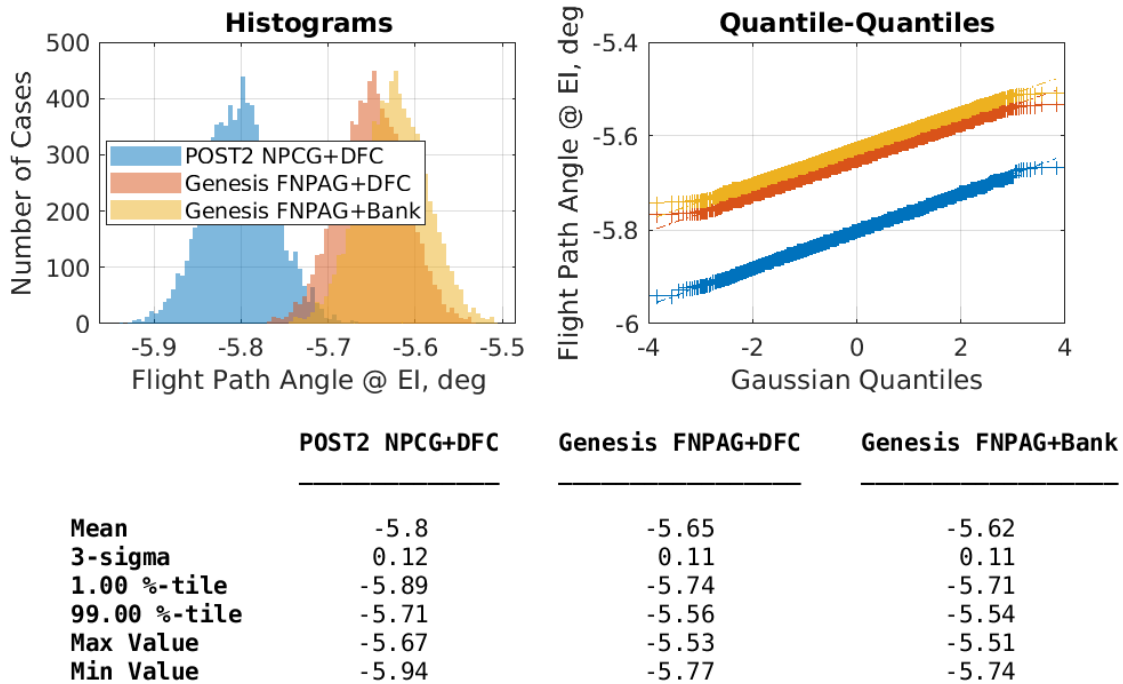 Histograms
500
400
300
200
100
0
Number of Cases
POST2 NPCG+DFC
Genesis FNPAG+DFC
Genesis FNPAG+Bank
-5.9 -5.8 -5.7 -5.6 -5.5
Flight Path Angle @ EI, deg
Quantile-Quantiles
-5.4
-5.6
-5.8
-6
Flight Path Angle @ EI, deg
-4 -2 0 2 4
Gaussian Quantiles
POST2 NPCG+DFC Genesis FNPAG+DFC Genesis FNPAG+Bank
Mean -5.8 -5.65 -5.62
3-sigma 0.12 0.11 0.11
1.00 %-tile -5.89 -5.74 -5.71
99.00 %-tile -5.71 -5.56 -5.54
Max Value -5.67 -5.53 -5.51
Min Value -5.94 -5.77 -5.74